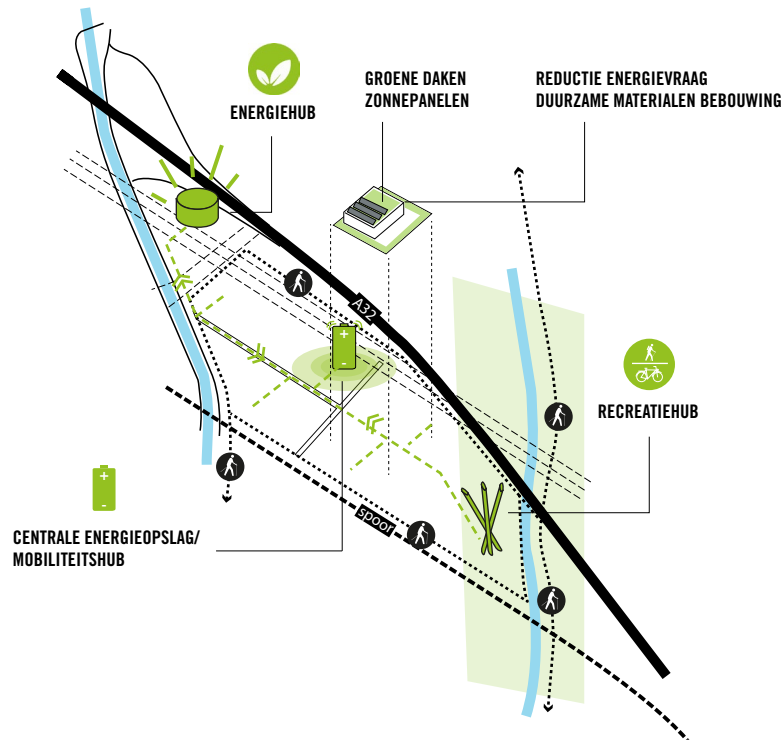 ENERGIEHUB
GROENE DAKEN
ZONNEPANELEN
REDUCTIE ENERGIEVRAAG
DUURZAME MATERIALEN BEBOUWING
A32
RECREATIEHUB
spoor
CENTRALE ENERGIEOPSLAG/
MOBILITEITSHUB